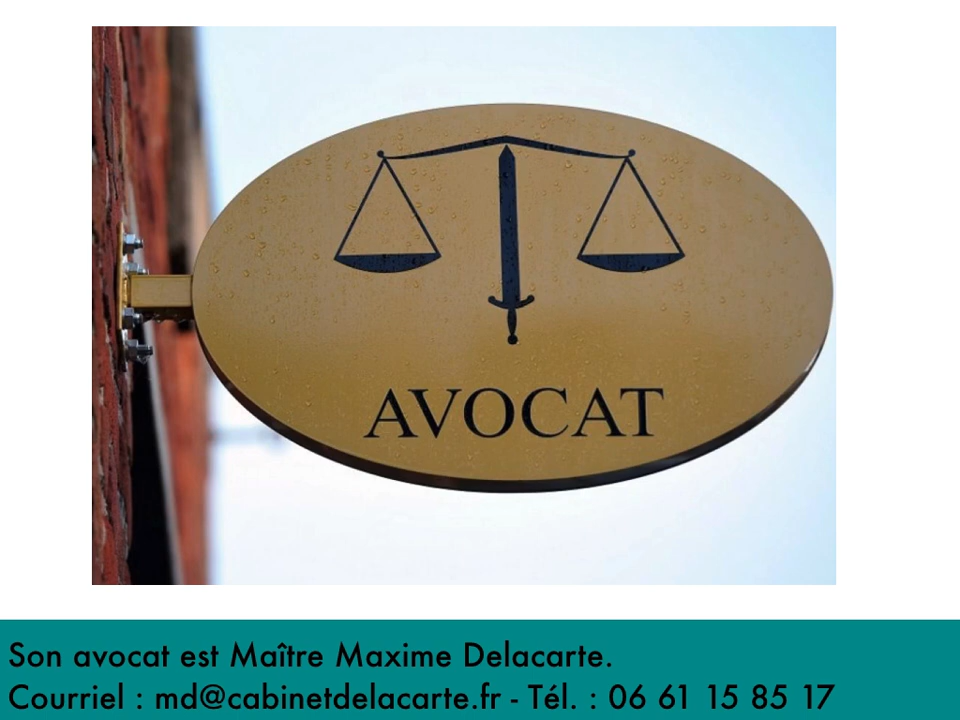 AVOCAT
Son avocat est Maître Maxime Delacarte.
Courriel : md@cabinetdelacarte.fr - Tél. : 06 61 15 85 17